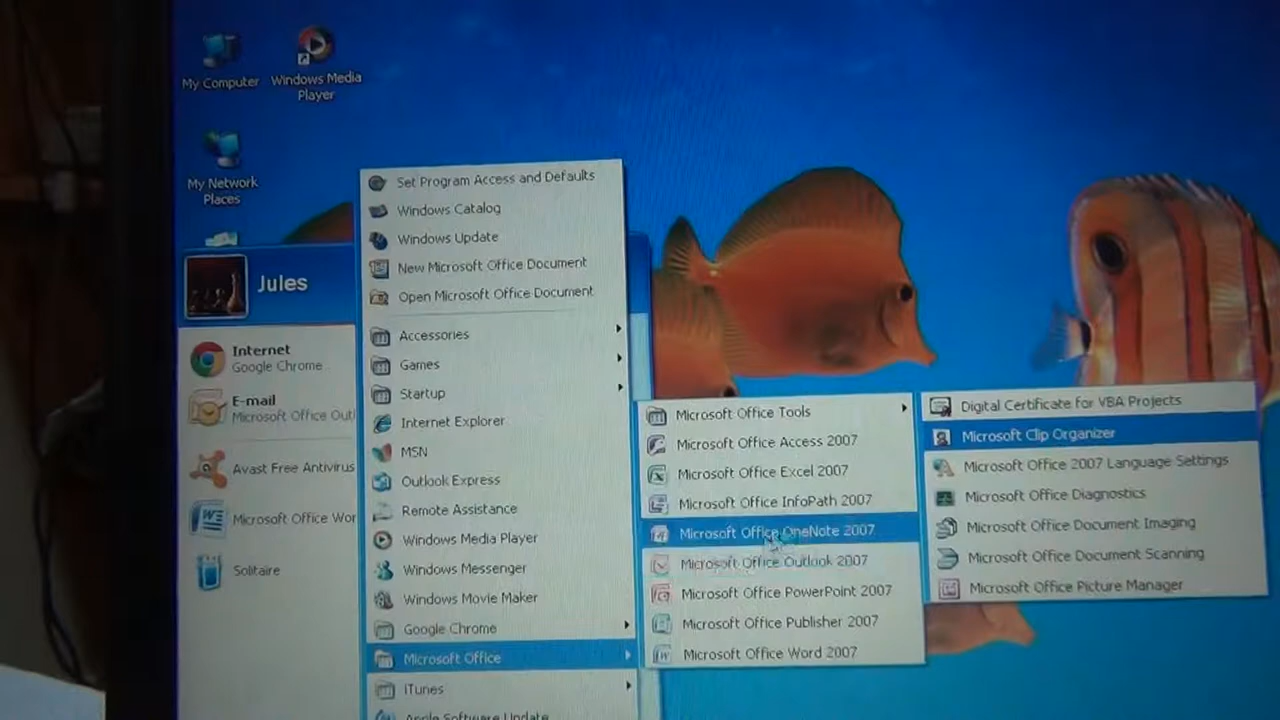 My Computer
Windows Media
Player
My Network
Places
Jules
Internet
Google Chrome
E-mail
Microsoft Office Outl
Avast Free Antivirus
Microsoft Office Wor
Solitaire
Set Program Access and Defaults
Windows Catalog
Windows Update
New Microsoft Office Document
Open Microsoft Office Document
Accessories
Games
Startup
Internet Explorer
MSN
Outlook Express
Remote Assistance
Windows Media Player
Windows Messenger
Windows Movie Maker
Google Chrome
Microsoft Office
iTunes
Apple Software Update
Microsoft Office Tools
Microsoft Office Access 2007
Microsoft Office Excel 2007
Microsoft Office InfoPath 2007
Microsoft Office OneNote 2007
Microsoft Office Outlook 2007
Microsoft Office PowerPoint 2007
Microsoft Office Publisher 2007
Microsoft Office Word 2007
Digital Certificate for VBA Projects
Microsoft Clip Organizer
Microsoft Office 2007 Language Settings
Microsoft Office Diagnostics
Microsoft Office Document Imaging
Microsoft Office Document Scanning
Microsoft Office Picture Manager